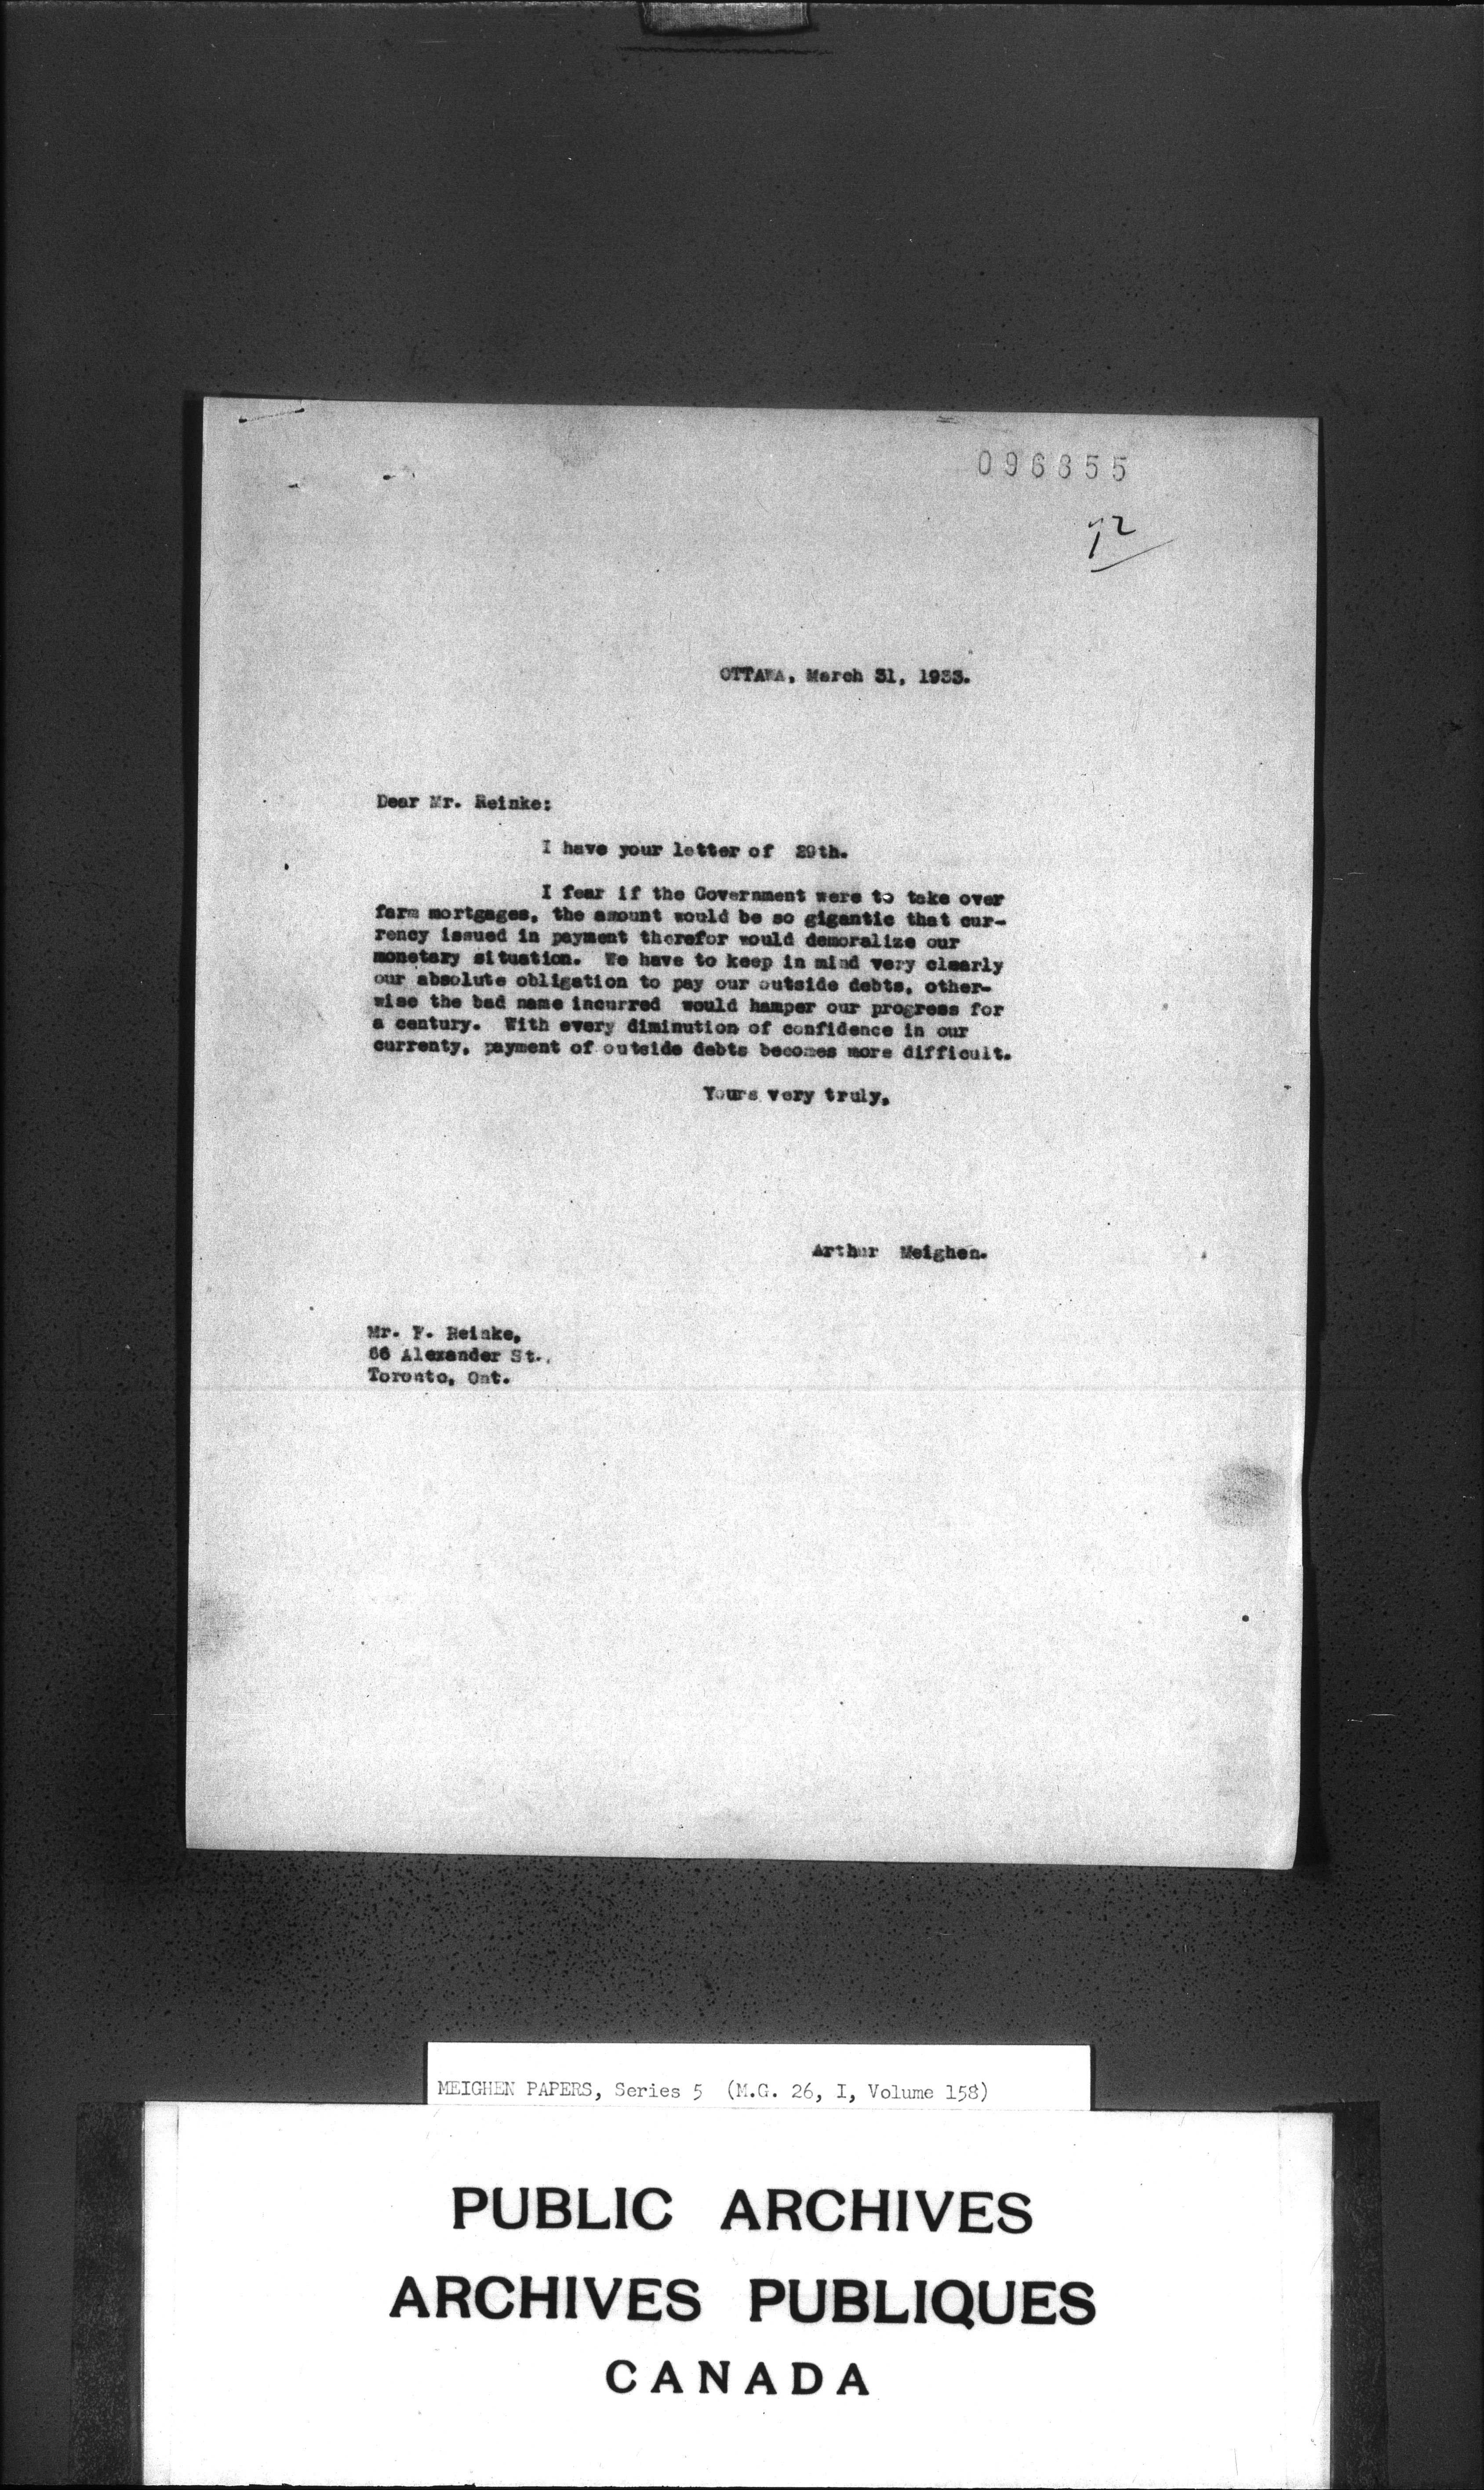 096855
12
OTTAWA, March 31, 1933.
Dear Mr. Reinke:
I have your letter of 29th.
I fear if the Government were to take over
farm mortgages, the amount would be so gigantic that cur-
rency issued in payment therefor would demoralize our
monetary situation. We have to keep in mind very clearly
our absolute obligation to pay our outside debts, other-
wise the bad name incurred would hamper our progress for
a century. With every diminution of confidence in our
currenty, payment of outside debts becomes more difficult.
Yours very truly,
Arthur Meighen.
Mr. F. Reinke,
66 Alexander St.,
Toronto, Ont.
MEIGHEN PAPERS, Series 5 (M.G. 26, I, Volume 158)
PUBLIC ARCHIVES
ARCHIVES PUBLIQUES
CANADA